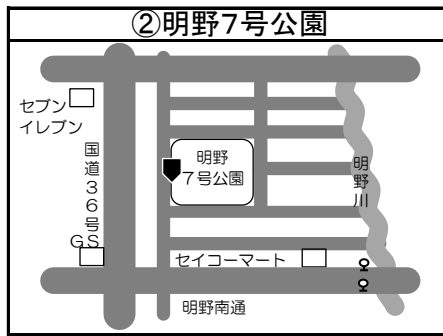 ②明野7号公園
セブン
イレブン
国道36号
明野
7号公園
明野川
GS
セイコーマート
明野南通